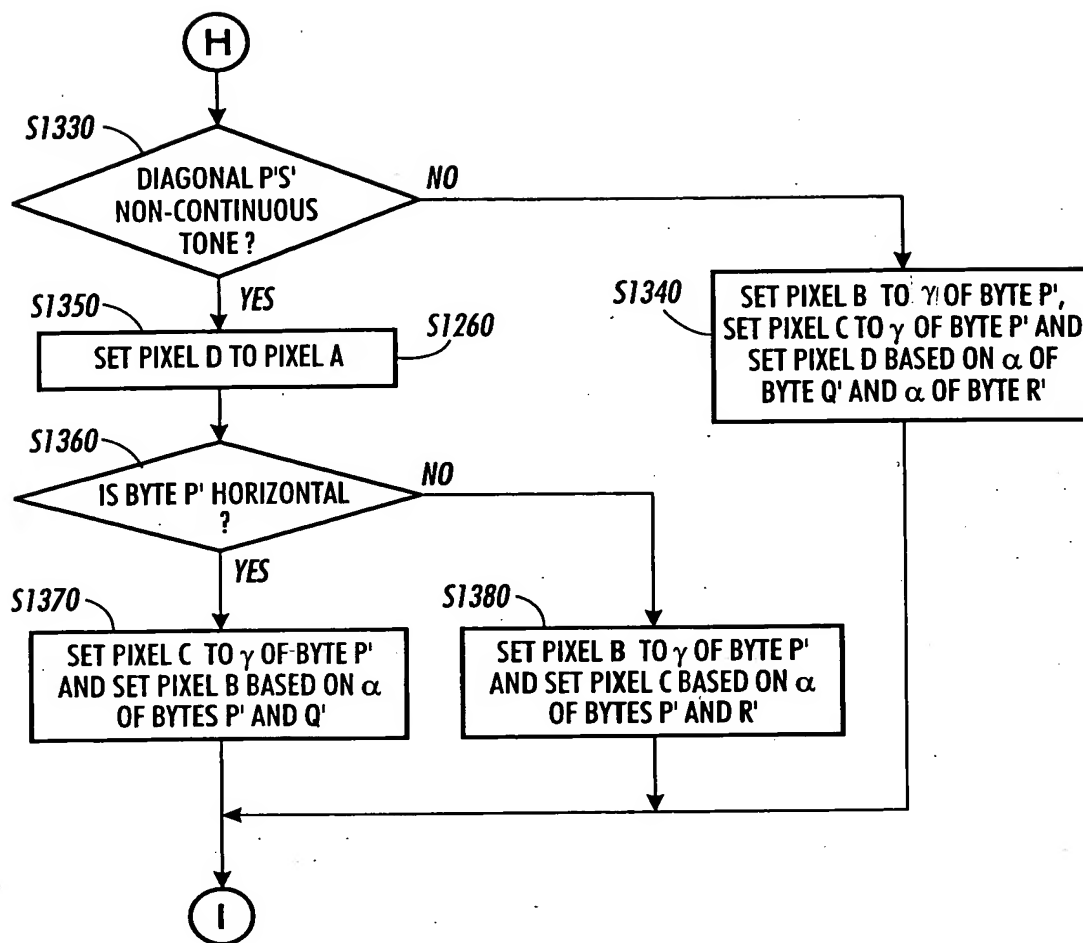 H
S1330
DIAGONAL P'S'
NON-CONTINUOUS
TONE ?
NO
YES
S1340
SET PIXEL B TO γ OF BYTE P',
SET PIXEL C TO γ OF BYTE P' AND
SET PIXEL D BASED ON α OF
BYTE Q' AND α OF BYTE R'
S1350
S1260
SET PIXEL D TO PIXEL A
S1360
IS BYTE P' HORIZONTAL
?
NO
YES
S1370
SET PIXEL C TO γ OF BYTE P'
AND SET PIXEL B BASED ON α
OF BYTES P' AND Q'
S1380
SET PIXEL B TO γ OF BYTE P'
AND SET PIXEL C BASED ON α
OF BYTES P' AND R'
I